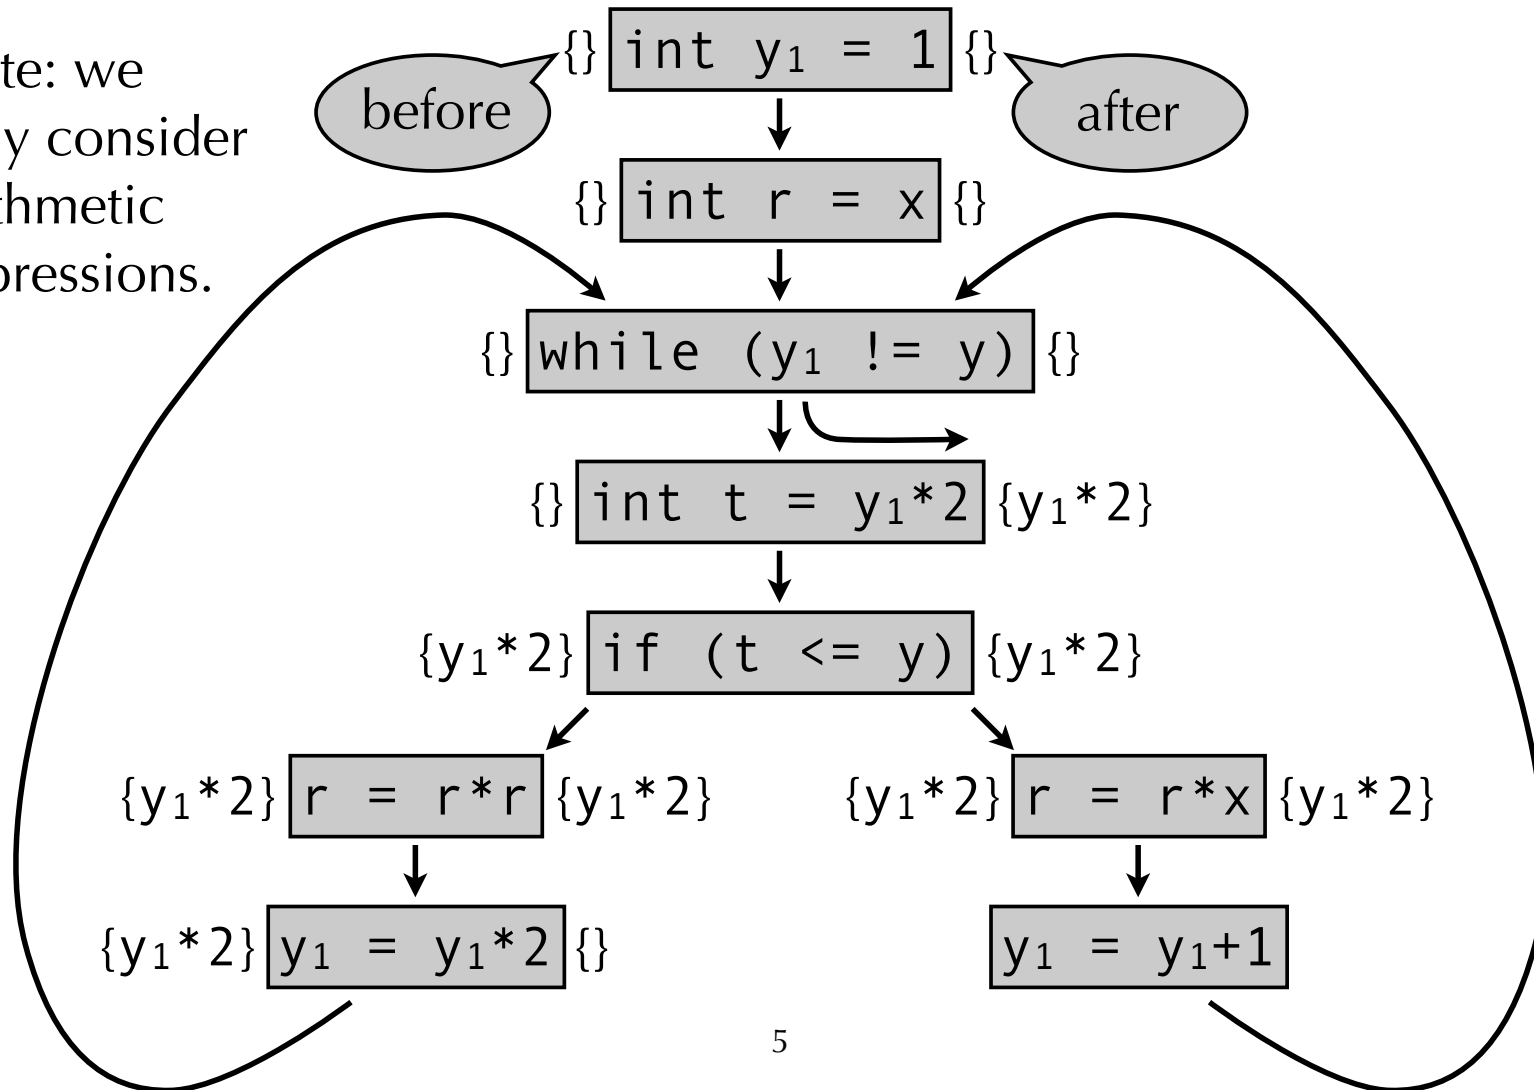 {} int y₁ = 1 {}
te: we
before
after
y consider
{} int r = x {}
thmetic
pressions.
{} while (y₁ != y) {}
{} int t = y₁*2 {y₁*2}
{y₁*2} if (t <= y) {y₁*2}
{y₁*2} r = r*r {y₁*2}
{y₁*2} r = r*x {y₁*2}
{y₁*2} y₁ = y₁*2 {}
y₁ = y₁+1
5